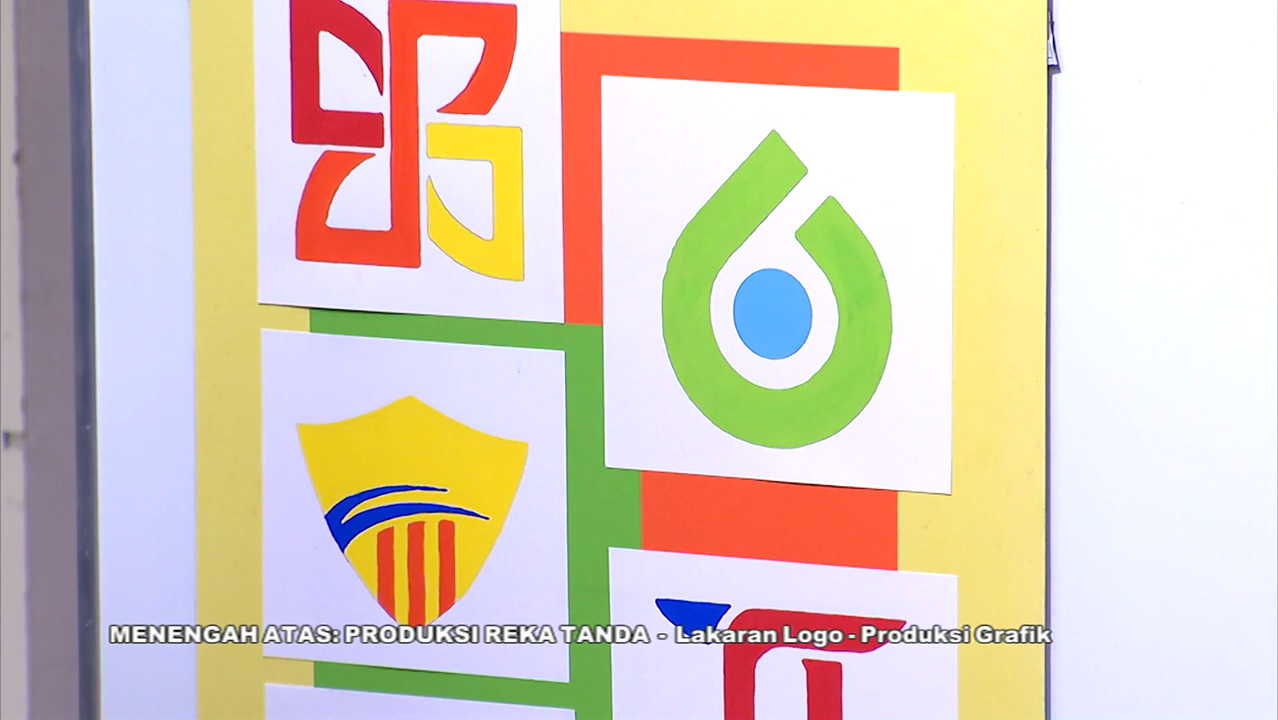 MENENGAH ATAS: PRODUKSI REKA TANDA - Lakaran Logo - Produksi Grafik